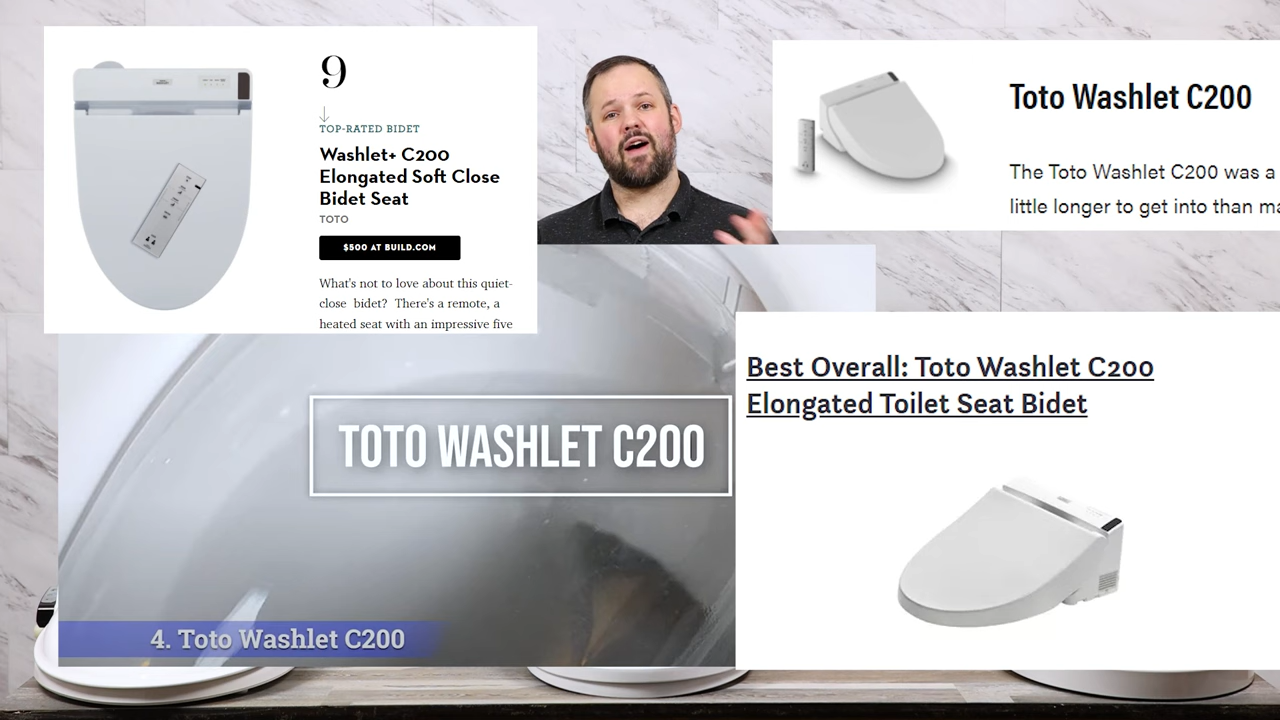 9
TOP-RATED BIDET
Washlet+ C200
Elongated Soft Close
Bidet Seat
TOTO
$500 AT BUILD.COM
What's not to love about this quiet-
close bidet? There's a remote, a
heated seat with an impressive five
Toto Washlet C200
The Toto Washlet C200 was a
little longer to get into than ma
TOTO WASHLET C200
4. Toto Washlet C200
Best Overall: Toto Washlet C200
Elongated Toilet Seat Bidet